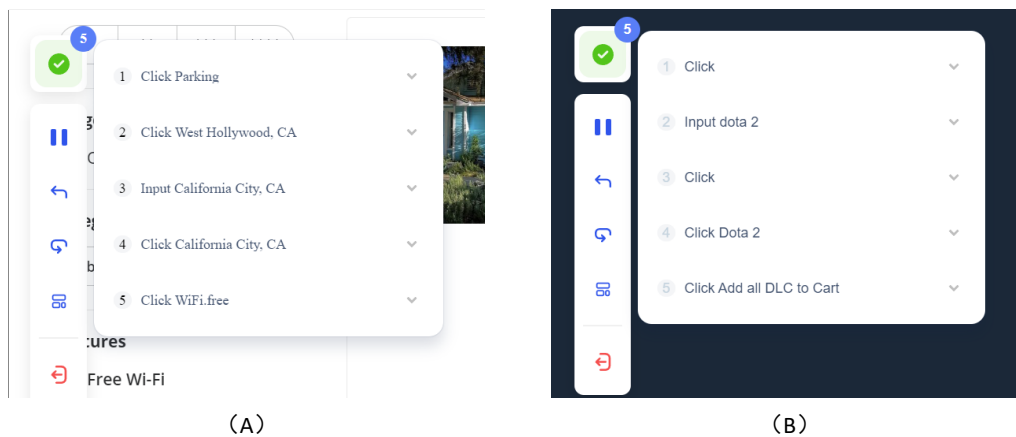 5
1 Click Parking
2 Click West Hollywood, CA
3 Input California City, CA
4 Click California City, CA
5 Click WiFi.free
tures
Free Wi-Fi
(A)
5
1 Click
2 Input dota 2
3 Click
4 Click Dota 2
5 Click Add all DLC to Cart
(B)